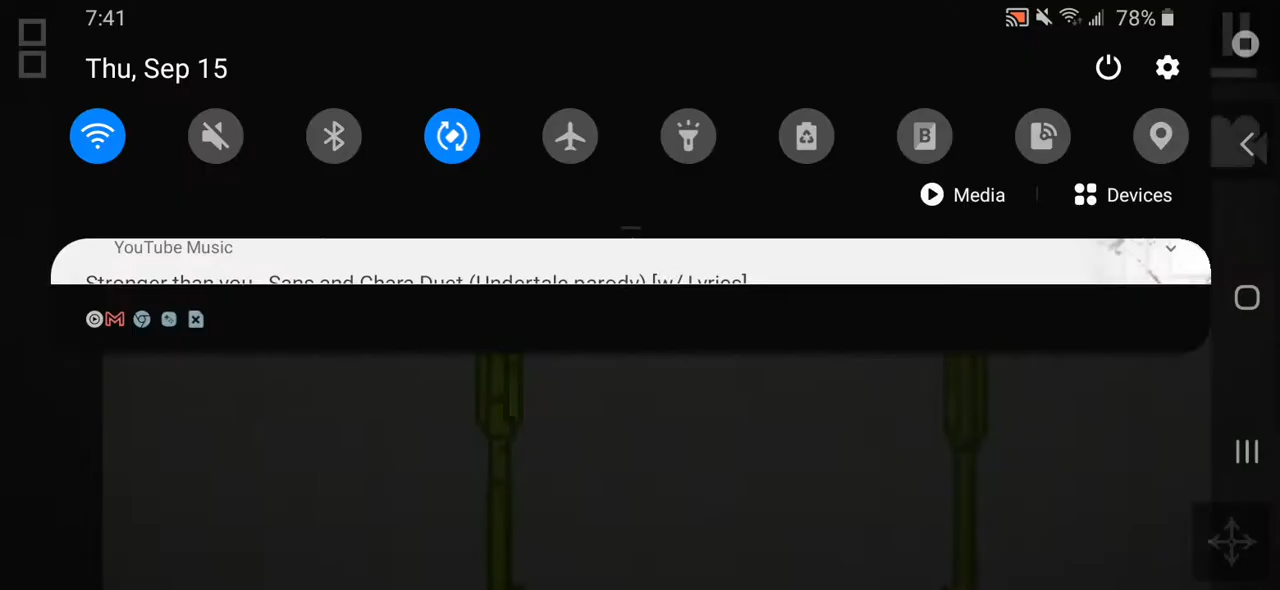 7:41
78%
Thu, Sep 15
B
Media
Devices
YouTube Music
Stronger than you - Sans and Chara Duet (Undertale parody) [w/ Lyrics]